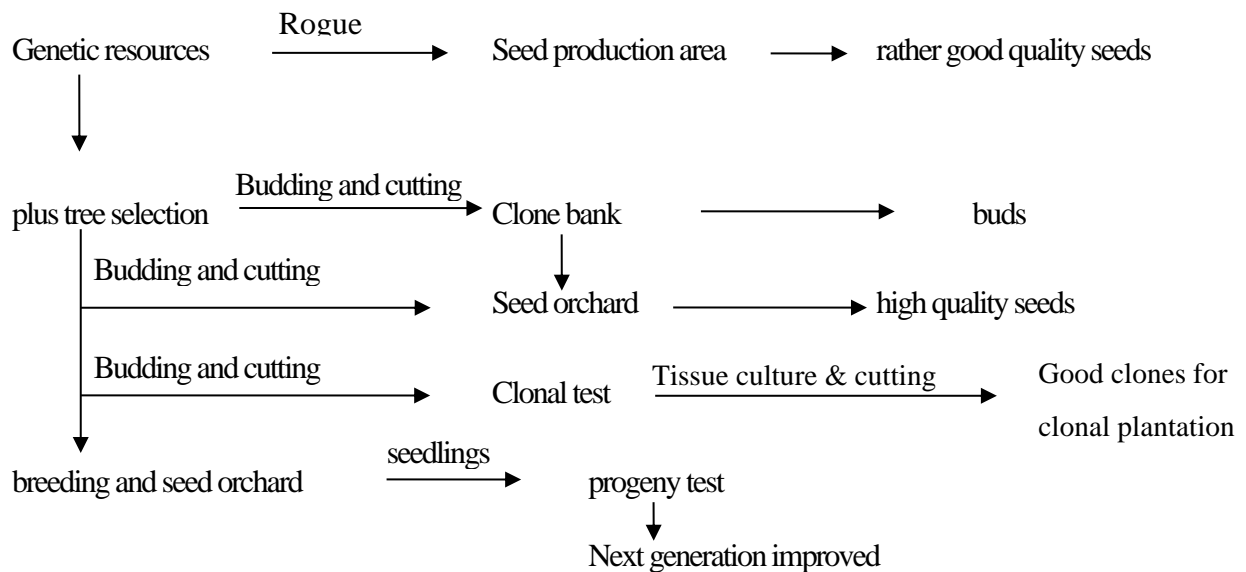 Rogue
Genetic resources Seed production area rather good quality seeds
Budding and cutting
plus tree selection Clone bank buds
Budding and cutting
Seed orchard high quality seeds
Budding and cutting Tissue culture & cutting Good clones for
Clonal test
clonal plantation
seedlings
breeding and seed orchard progeny test
Next generation improved